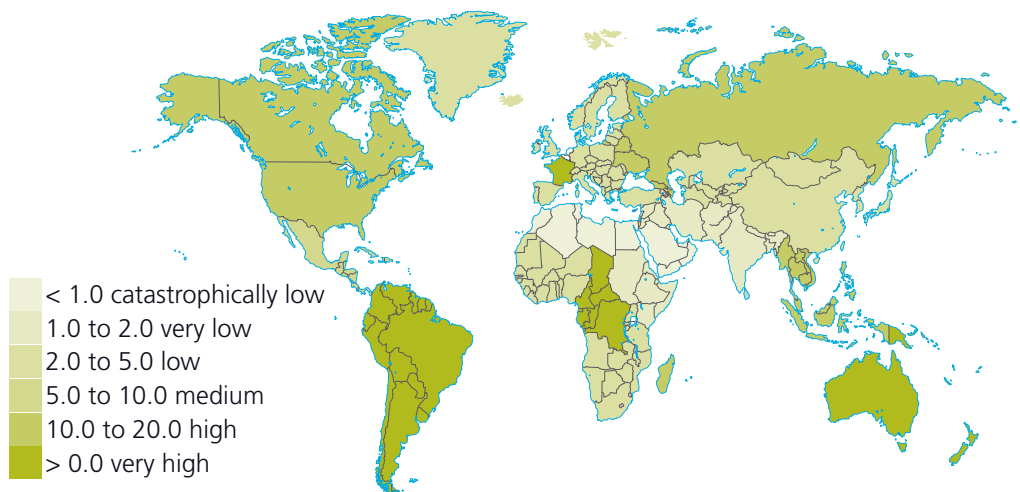 < 1.0 catastrophically low
1.0 to 2.0 very low
2.0 to 5.0 low
5.0 to 10.0 medium
10.0 to 20.0 high
> 0.0 very high